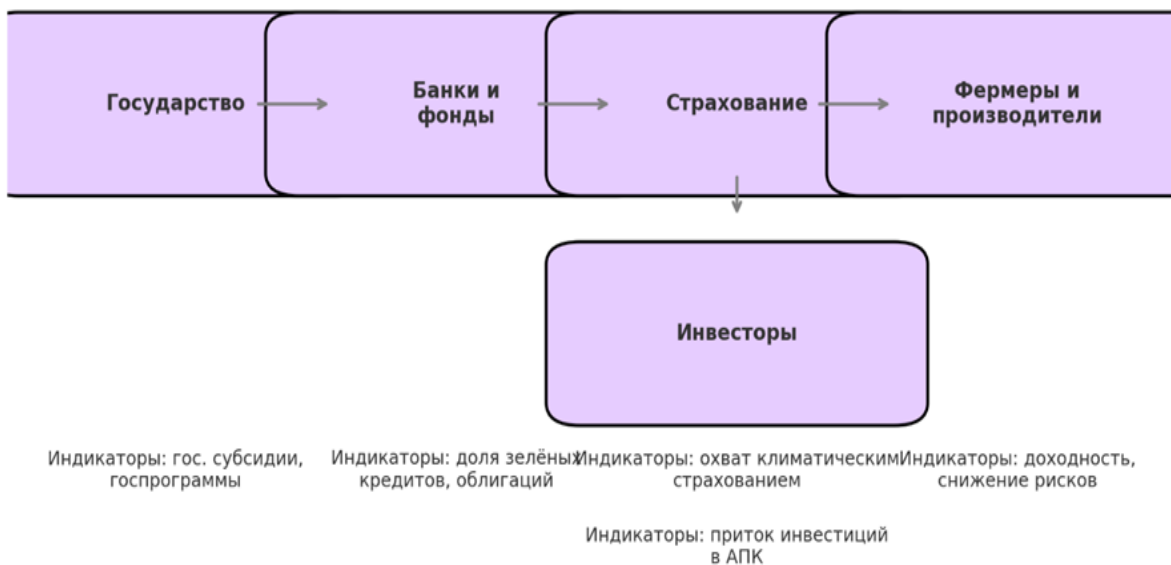 Государство
Банки и
фонды
Страхование
Фермеры и
производители
Инвесторы
Индикаторы: гос. субсидии,
госпрограммы
Индикаторы: доля зелёных
кредитов, облигаций
Индикаторы: охват климатическим
страхованием
Индикаторы: доходность,
снижение рисков
Индикаторы: приток инвестиций
в АПК